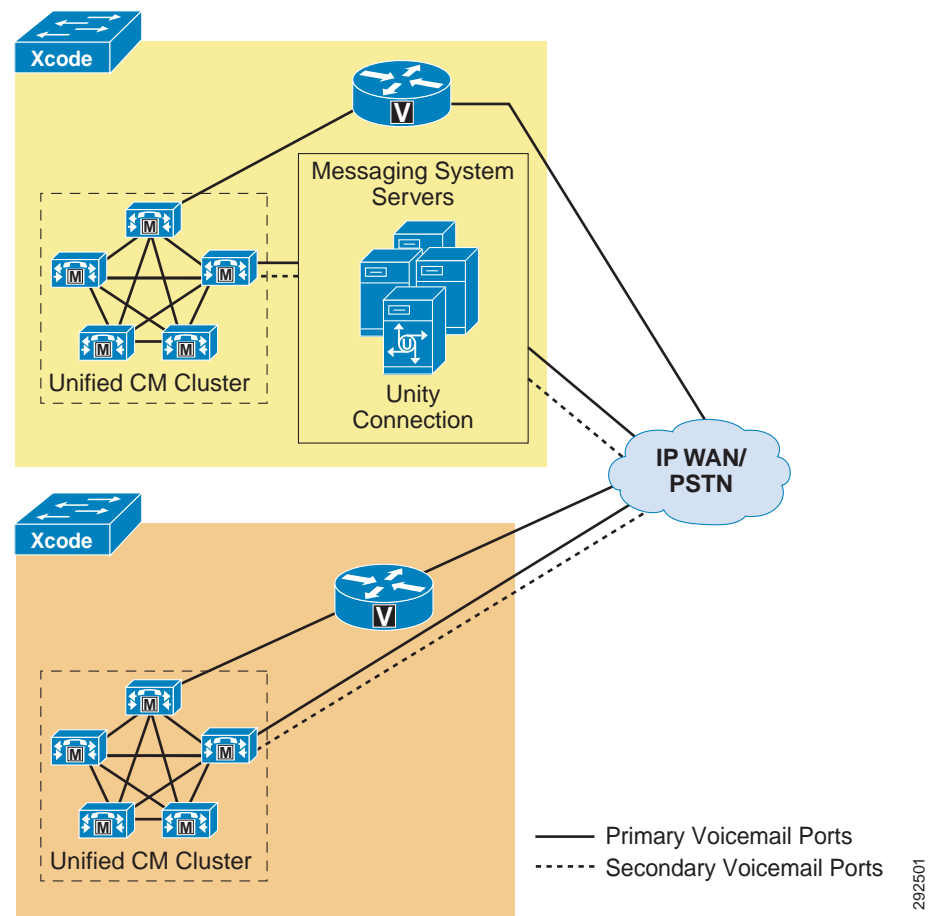 Xcode
V
Messaging System
Servers
M
M
M
M
M
U
Unified CM Cluster
Unity
Connection
IP WAN/
PSTN
Xcode
V
M
M
M
M
M
Unified CM Cluster
Primary Voicemail Ports
Secondary Voicemail Ports
292501